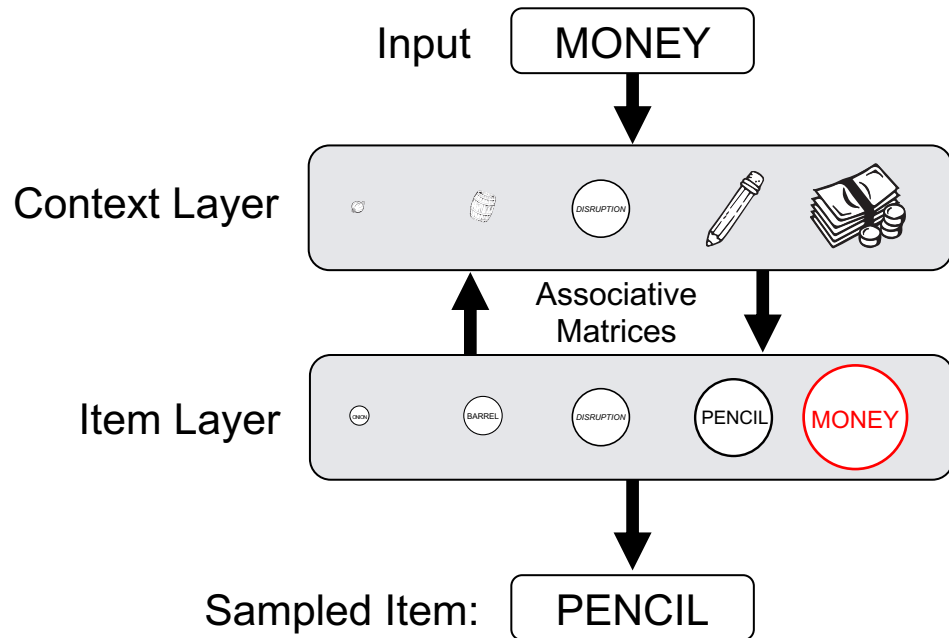 Input
MONEY
Context Layer
DISRUPTION
Associative
Matrices
Item Layer
ONION
BARREL
DISRUPTION
PENCIL
MONEY
Sampled Item:
PENCIL